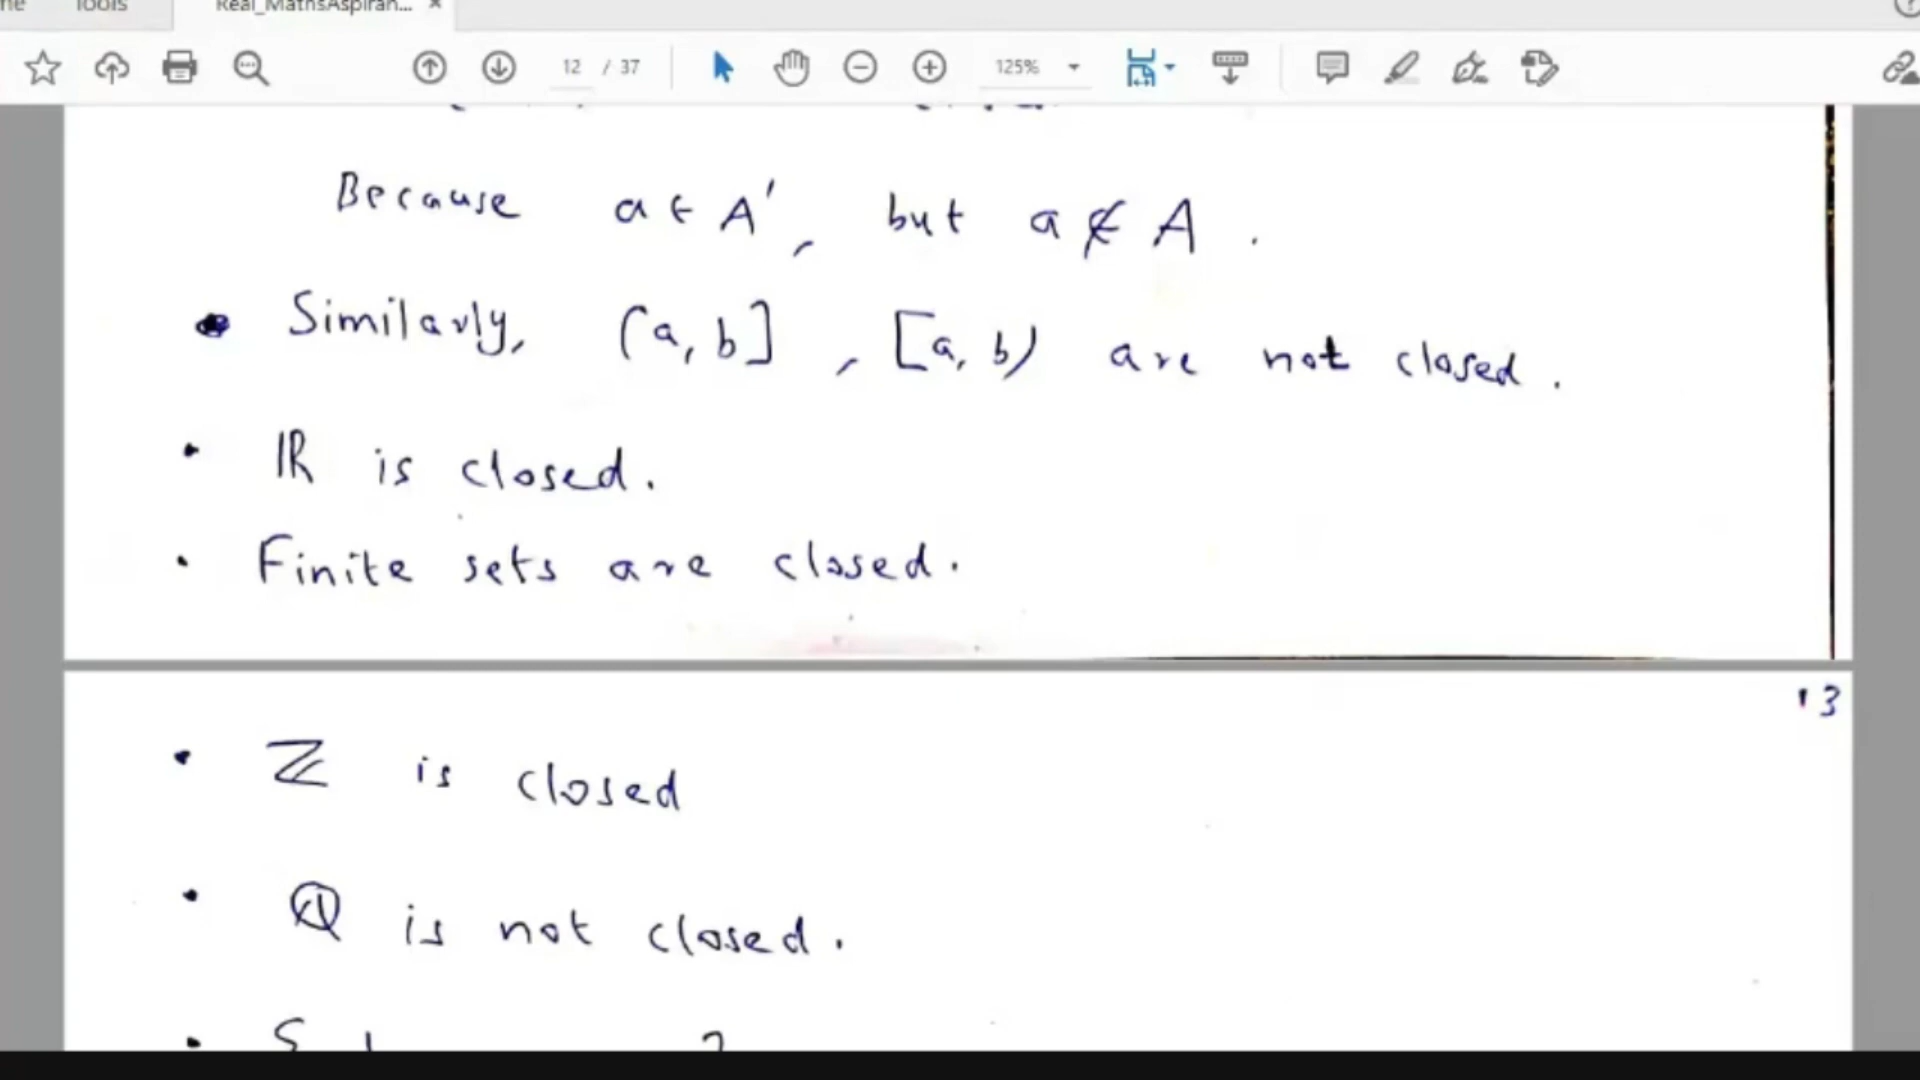 Tools
Real_MathsAspiran...
12 / 37
125%
Because a ∈ A', but a ∉ A .
• Similarly, (a, b] , [a, b) are not closed .
• ℝ is closed .
• Finite sets are closed .
13
• ℤ is closed
• ℚ is not closed .